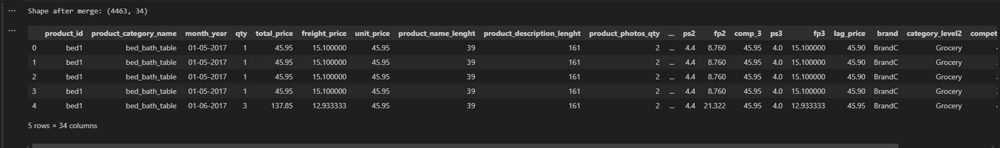 ... Shape after merge: (4463, 34)
...
product_id product_category_name month_year qty total_price freight_price unit_price product_name_lenght product_description_lenght product_photos_qty ... ps2 fp2 comp_3 ps3 fp3 lag_price brand category_level2 compet
0 bed1 bed_bath_table 01-05-2017 1 45.95 15.100000 45.95 39 161 2 ... 4.4 8.760 45.95 4.0 15.100000 45.90 BrandC Grocery
1 bed1 bed_bath_table 01-05-2017 1 45.95 15.100000 45.95 39 161 2 ... 4.4 8.760 45.95 4.0 15.100000 45.90 BrandC Grocery
2 bed1 bed_bath_table 01-05-2017 1 45.95 15.100000 45.95 39 161 2 ... 4.4 8.760 45.95 4.0 15.100000 45.90 BrandC Grocery
3 bed1 bed_bath_table 01-05-2017 1 45.95 15.100000 45.95 39 161 2 ... 4.4 8.760 45.95 4.0 15.100000 45.90 BrandC Grocery
4 bed1 bed_bath_table 01-06-2017 3 137.85 12.933333 45.95 39 161 2 ... 4.4 21.322 45.95 4.0 12.933333 45.95 BrandC Grocery
5 rows × 34 columns